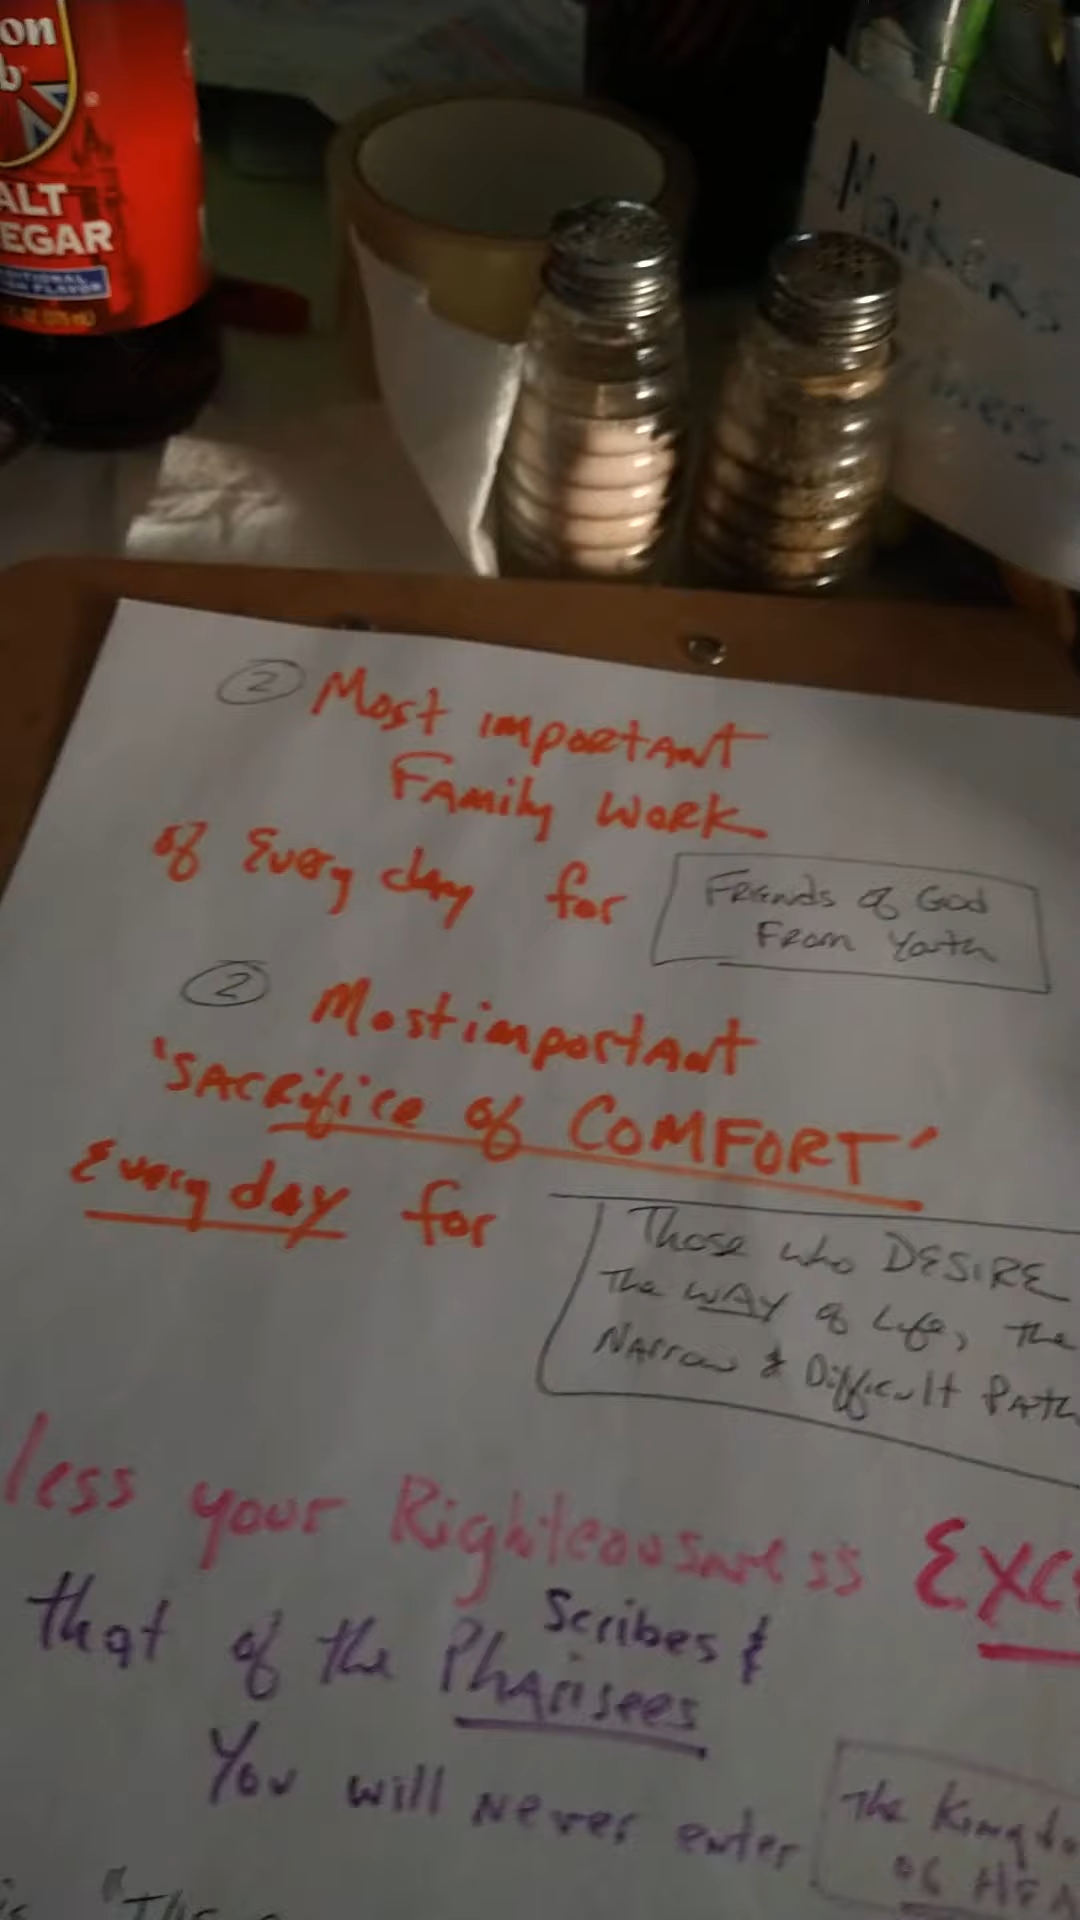 on
b
ALT
EGAR
Markers
② Most important
Family work
of Every day for
Friends of God
From Youth
② Most important
'SACRifice of COMFORT'
Every day for
Those who DESIRE
The WAY of Life, The
Narrow & Difficult Path
less your Righteousness Exc
that of the Scribes &
Pharisees
You will never enter
The Kingdo
of HEA